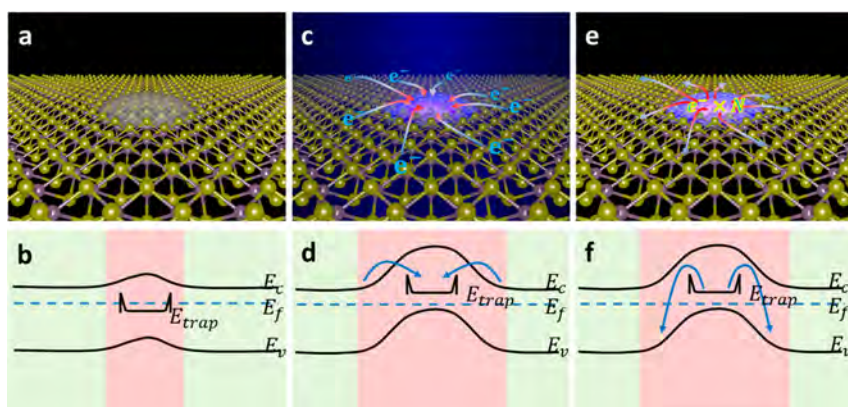 a
c
e
e⁻ e⁻ e⁻ e⁻ e⁻ e e⁻ e⁻
e⁻ × N
b
E_c
E_f
E_trap
E_v
d
E_c
E_f
E_trap
E_v
f
E_c
E_f
E_trap
E_v